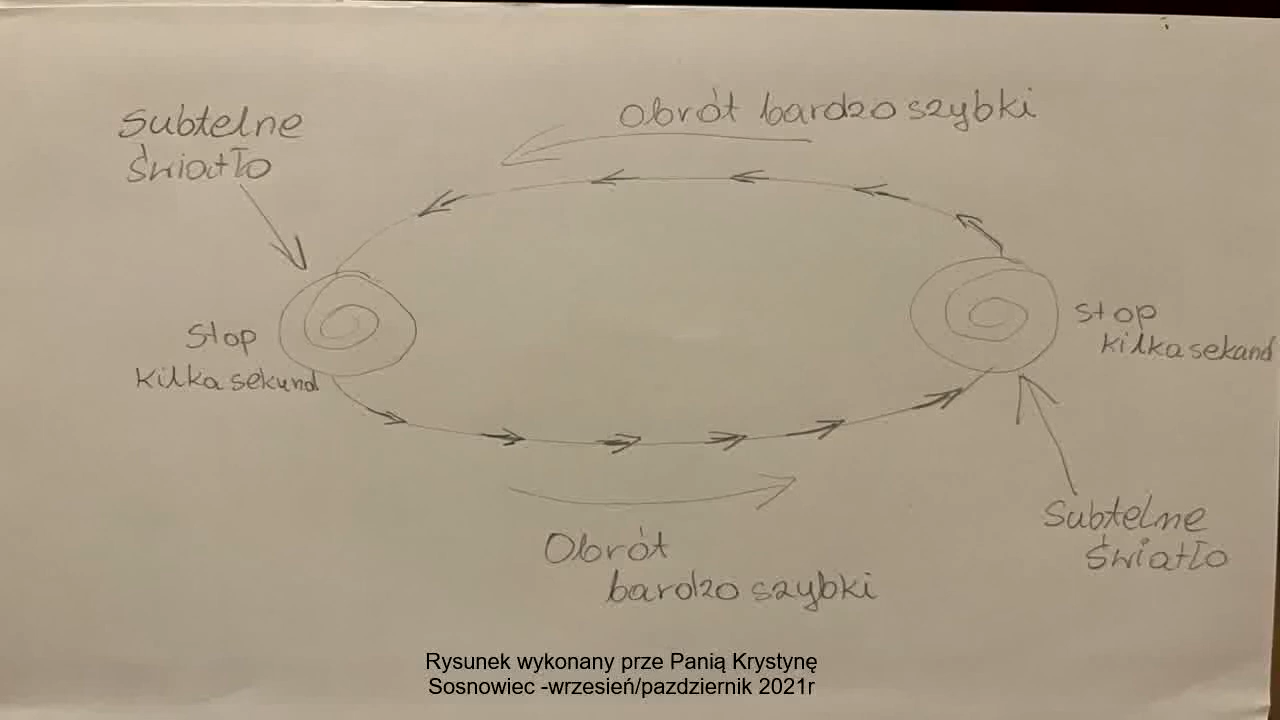 Obrót bardzo szybki
Subtelne
światło
Stop
kilka sekund
stop
kilka sekand
Obrót
bardzo szybki
Subtelne
światło
Rysunek wykonany prze Panią Krystynę
Sosnowiec -wrzesień/pazdziernik 2021r